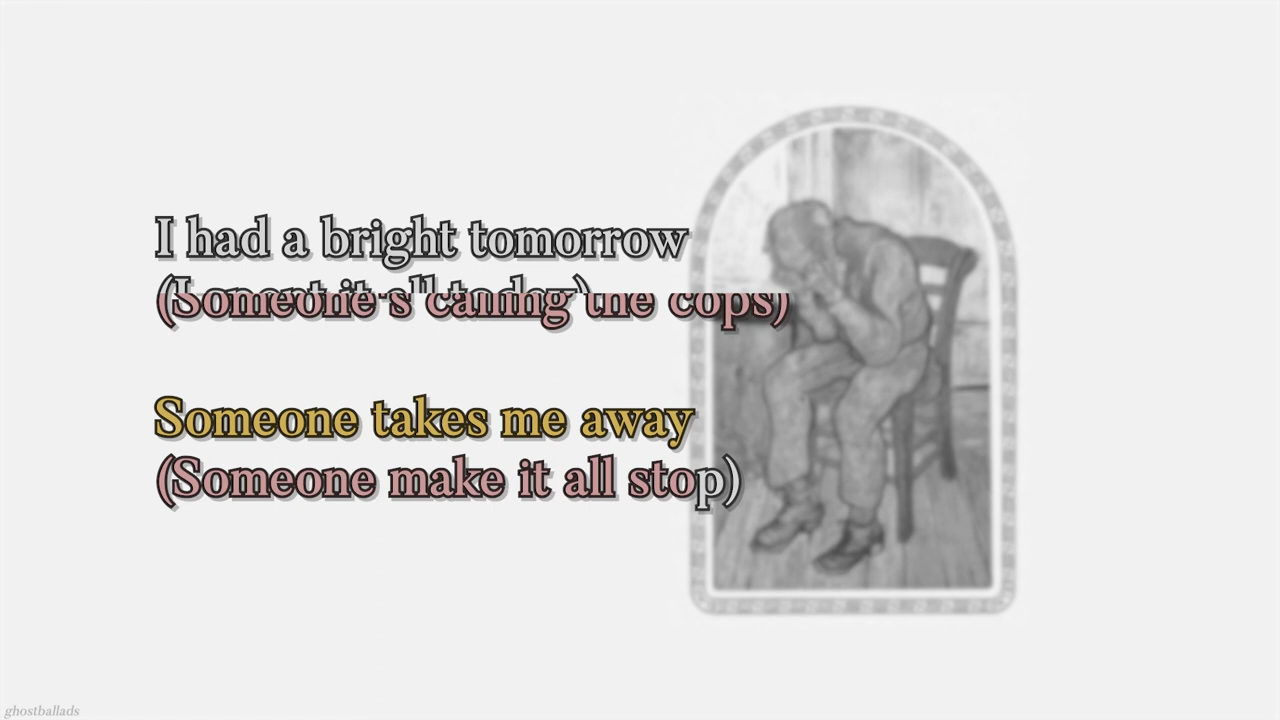 I had a bright tomorrow
(Someone's calling the cops)
Someone takes me away
(Someone make it all stop)
ghostballads